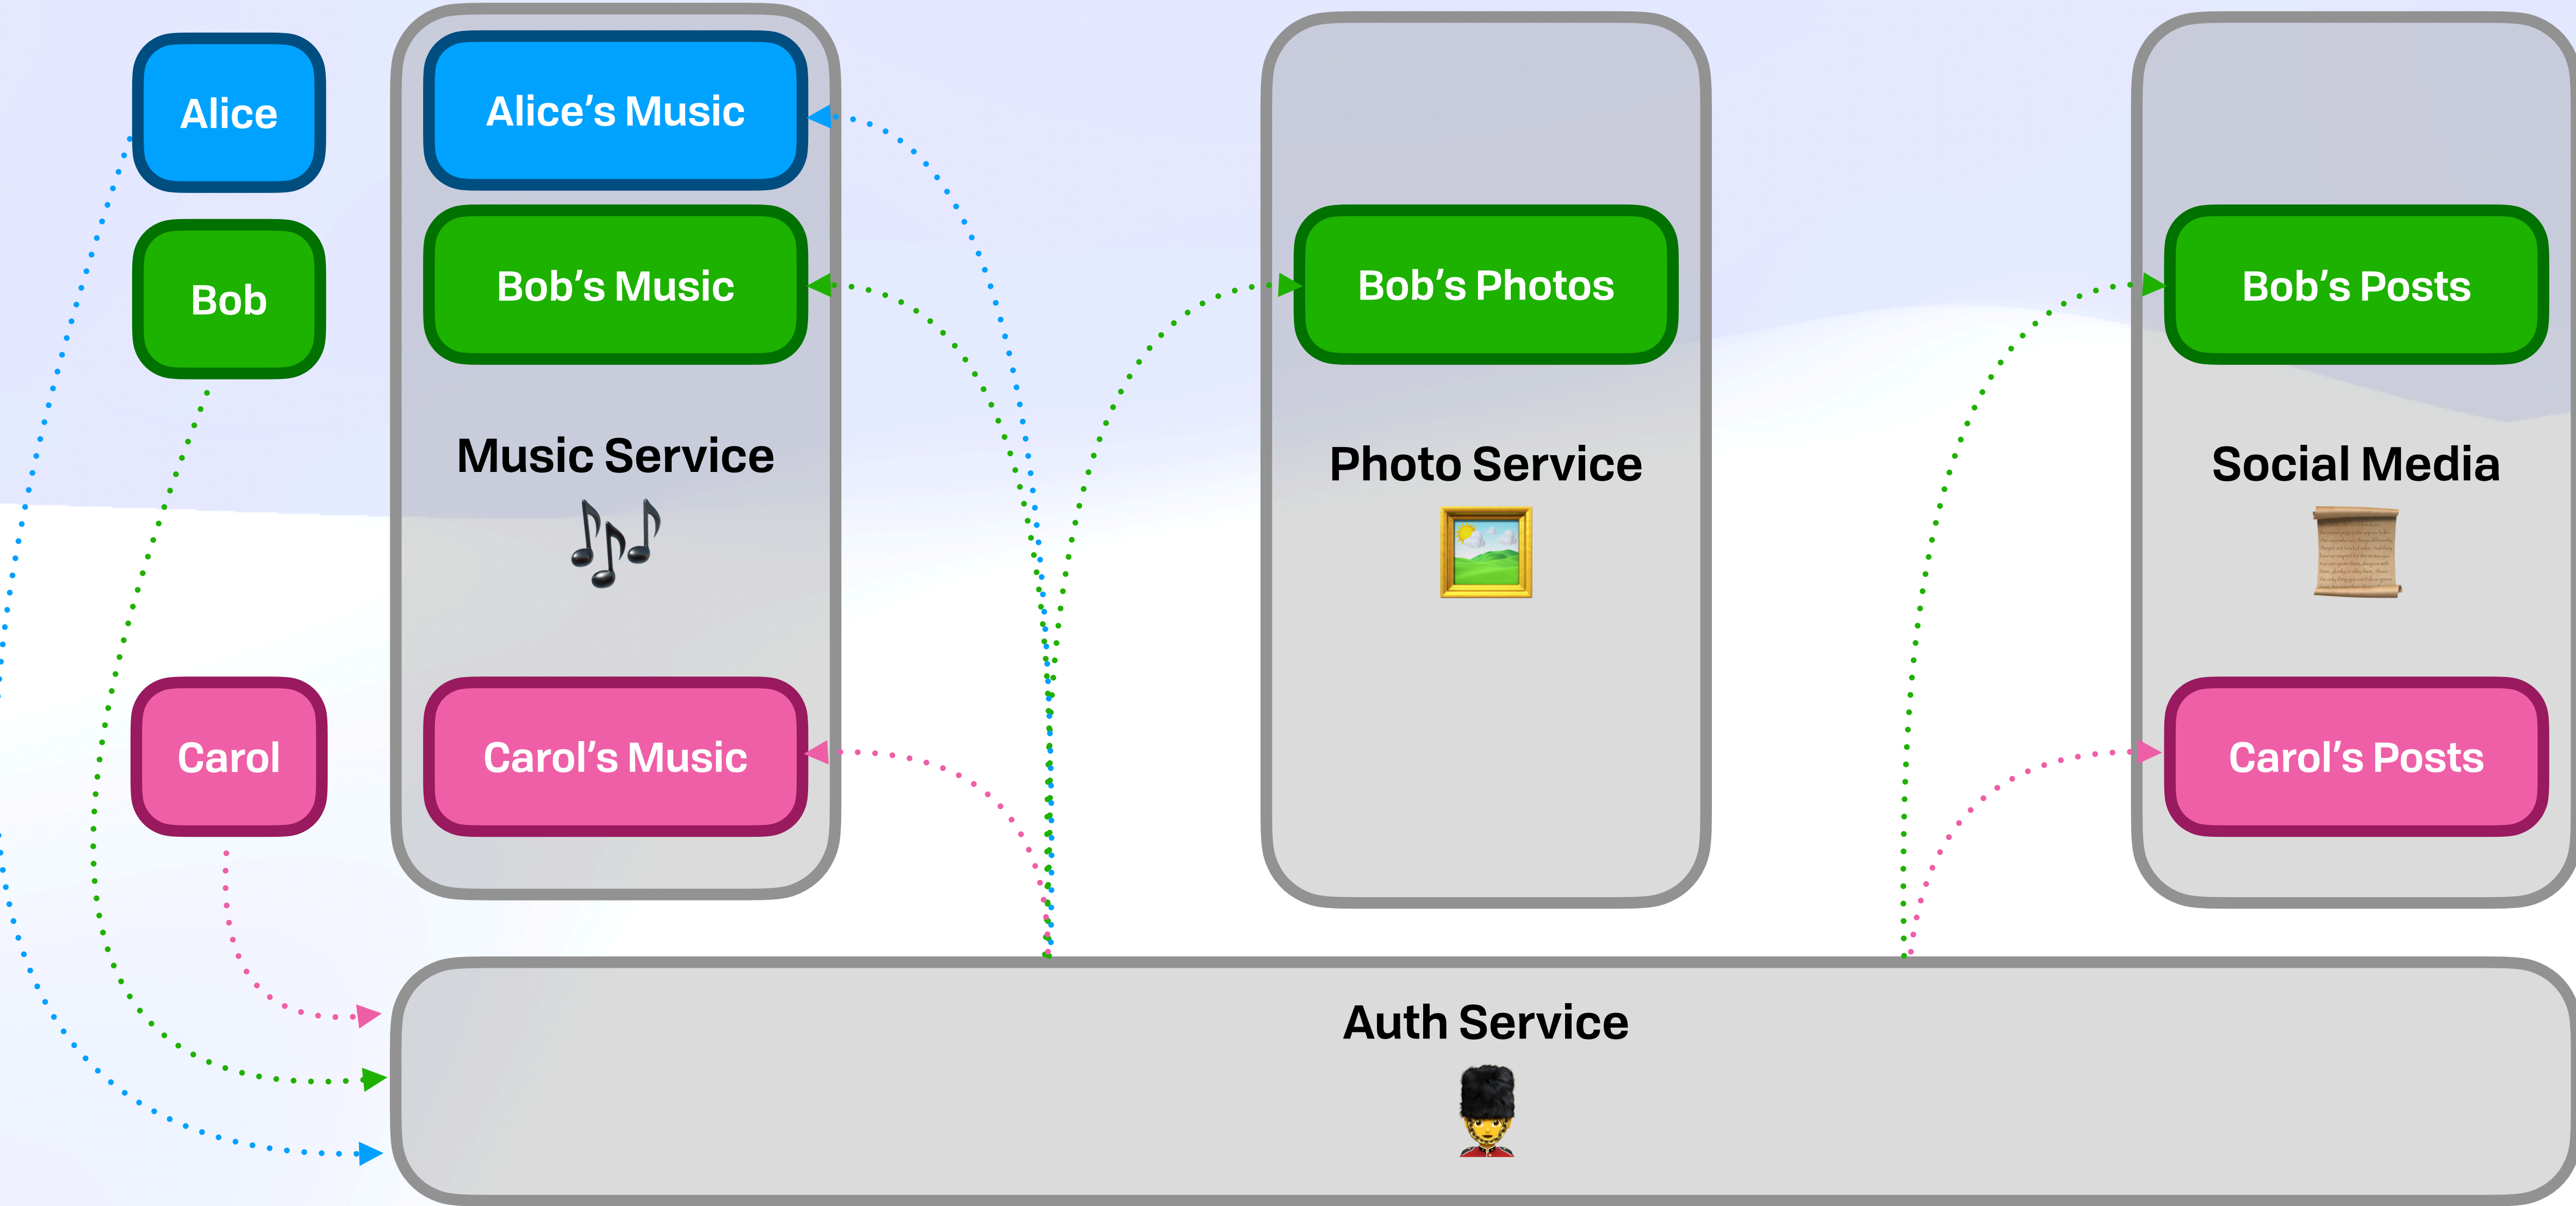 Alice
Alice's Music
Bob
Bob's Music
Bob's Photos
Bob's Posts
Music Service
Photo Service
Social Media
Carol
Carol's Music
Carol's Posts
Auth Service